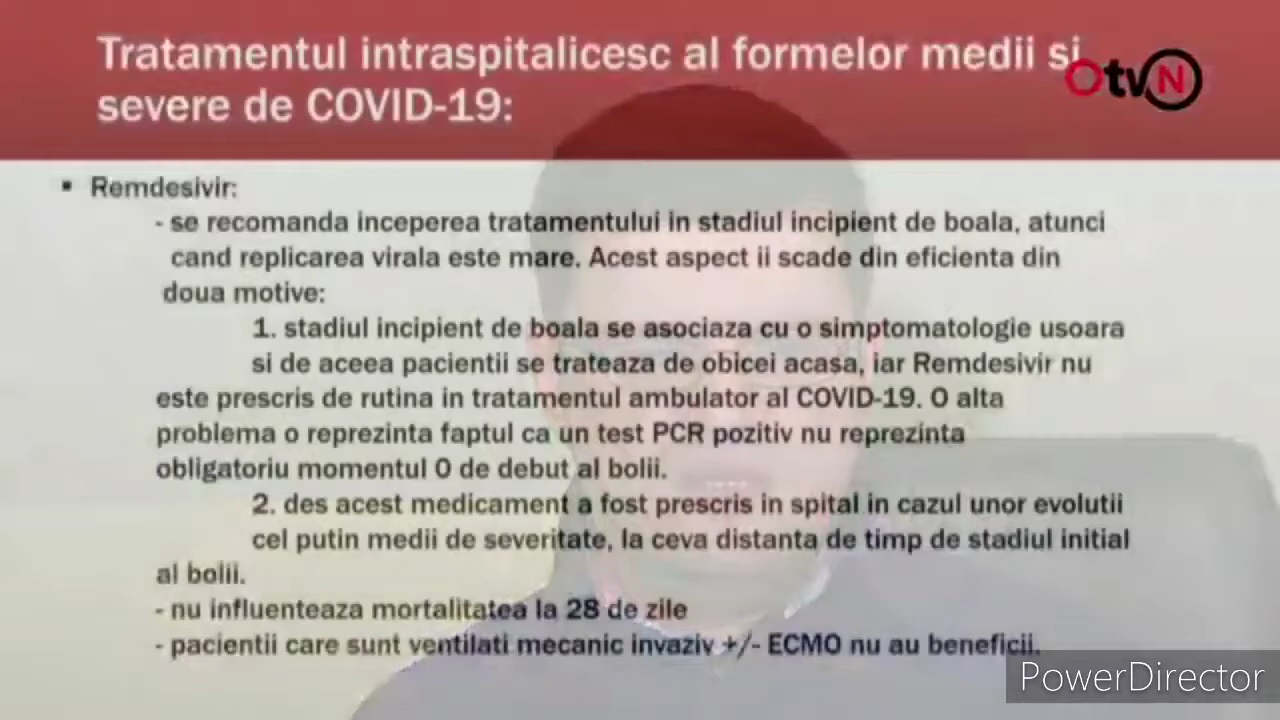 Tratamentul intraspitalicesc al formelor medii si
severe de COVID-19:
OtvN
▪ Remdesivir:
- se recomanda inceperea tratamentului in stadiul incipient de boala, atunci
cand replicarea virala este mare. Acest aspect ii scade din eficienta din
doua motive:
1. stadiul incipient de boala se asociaza cu o simptomatologie usoara
si de aceea pacientii se trateaza de obicei acasa, iar Remdesivir nu
este prescris de rutina in tratamentul ambulator al COVID-19. O alta
problema o reprezinta faptul ca un test PCR pozitiv nu reprezinta
obligatoriu momentul 0 de debut al bolii.
2. des acest medicament a fost prescris in spital in cazul unor evolutii
cel putin medii de severitate, la ceva distanta de timp de stadiul initial
al bolii.
- nu influenteaza mortalitatea la 28 de zile
- pacientii care sunt ventilati mecanic invaziv +/- ECMO nu au beneficii.
PowerDirector